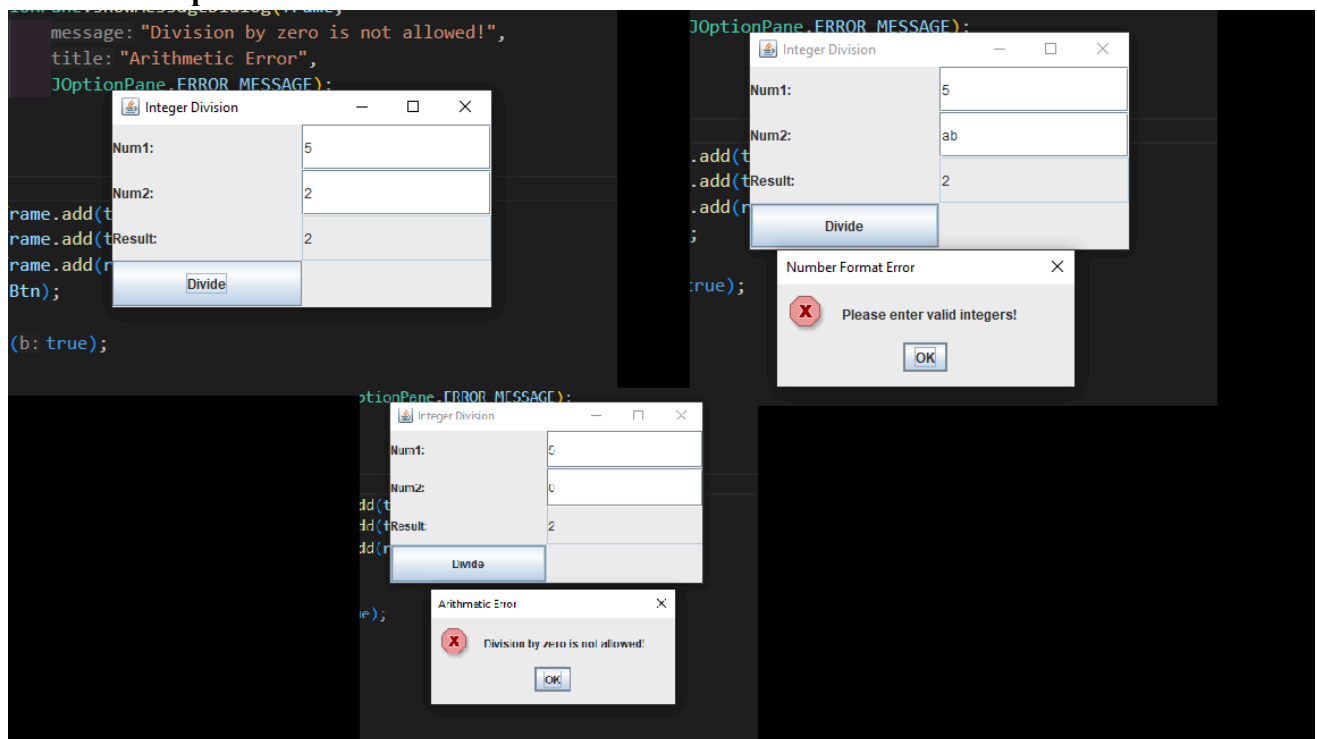 message: "Division by zero is not allowed!",
title: "Arithmetic Error",
JOptionPane.ERROR_MESSAGE);
Integer Division
Num1:
5
Num2:
2
Result:
2
Divide
rame.add(t
rame.add(t
rame.add(r
Btn);
(b: true);
JOptionPane.ERROR_MESSAGE);
Integer Division
Num1:
5
Num2:
ab
Result:
2
Divide
.add(t
.add(t
.add(r
;
true);
Number Format Error
Please enter valid integers!
OK
ptionPane.ERROR_MESSAGE);
Integer Division
Num1:
5
Num2:
0
Result:
2
Divide
dd(t
dd(t
dd(r
e);
Arithmetic Error
Division by zero is not allowed!
OK